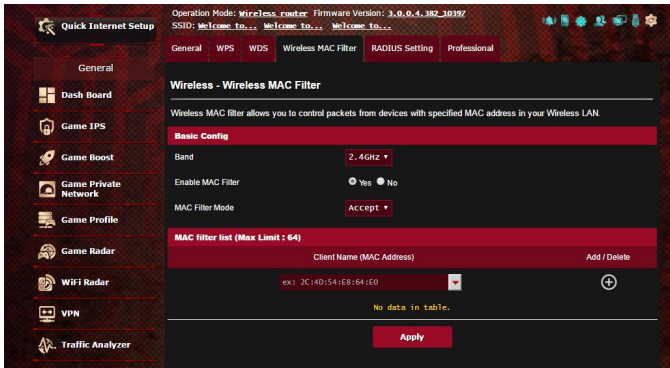 Quick Internet Setup
Operation Mode: Wireless router Firmware Version: 3.0.0.4.382_10397
SSID: Welcome to... Welcome to... Welcome to...
General WPS WDS Wireless MAC Filter RADIUS Setting Professional
General
Dash Board
Game IPS
Game Boost
Game Private
Network
Game Profile
Game Radar
WiFi Radar
VPN
Traffic Analyzer
Wireless - Wireless MAC Filter
Wireless MAC filter allows you to control packets from devices with specified MAC address in your Wireless LAN.
Basic Config
Band 2.4GHz
Enable MAC Filter Yes No
MAC Filter Mode Accept
MAC filter list (Max Limit : 64)
Client Name (MAC Address) Add / Delete
ex: 2C:4D:54:E8:64:E0
No data in table.
Apply